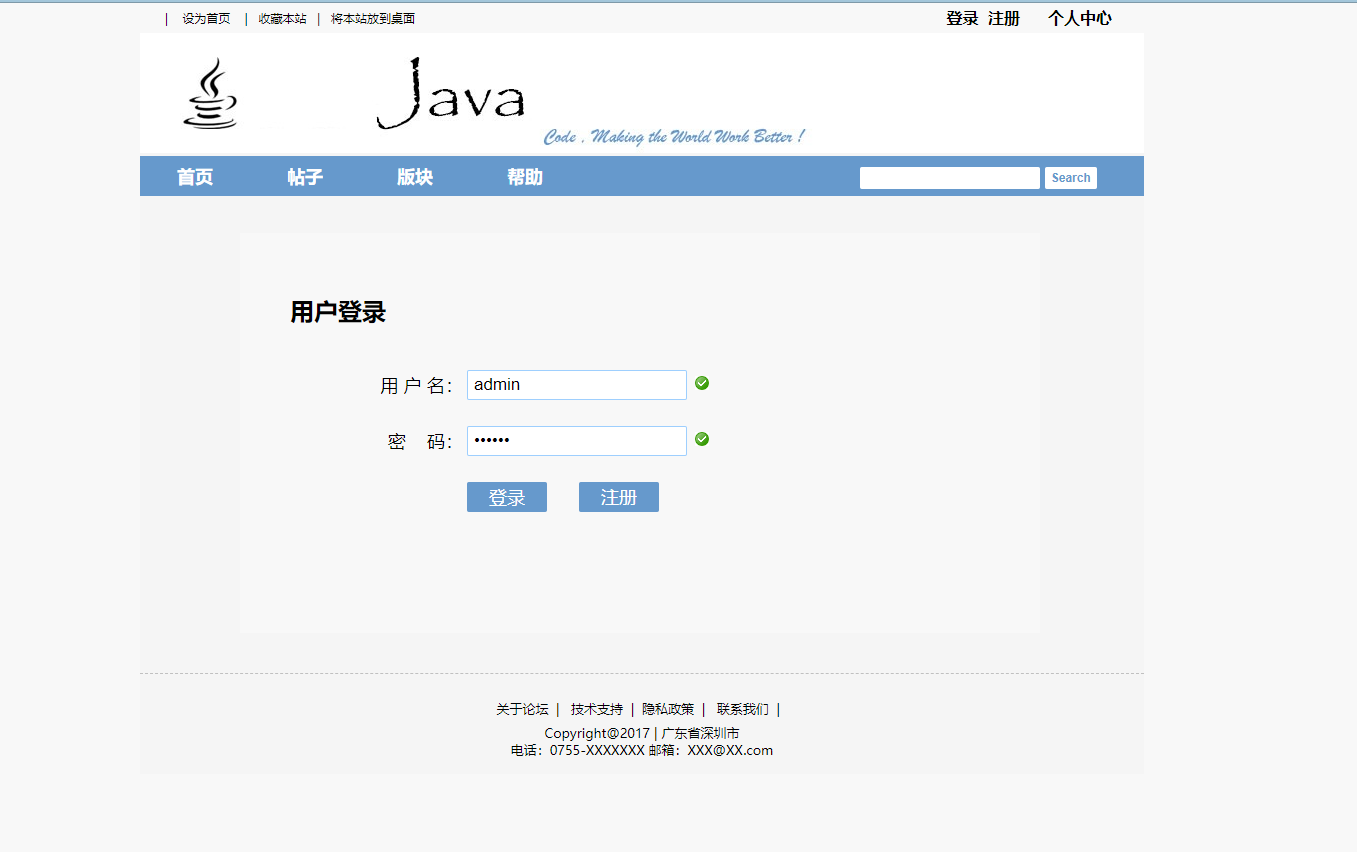 | 设为首页 | 收藏本站 | 将本站放到桌面 登录 注册 个人中心
Java
Code , Making the World Work Better !
首页 帖子 版块 帮助 Search
用户登录
用 户 名： admin
密 码： ••••••
登录 注册
关于论坛 | 技术支持 | 隐私政策 | 联系我们 |
Copyright@2017 | 广东省深圳市
电话：0755-XXXXXXX 邮箱：XXX@XX.com